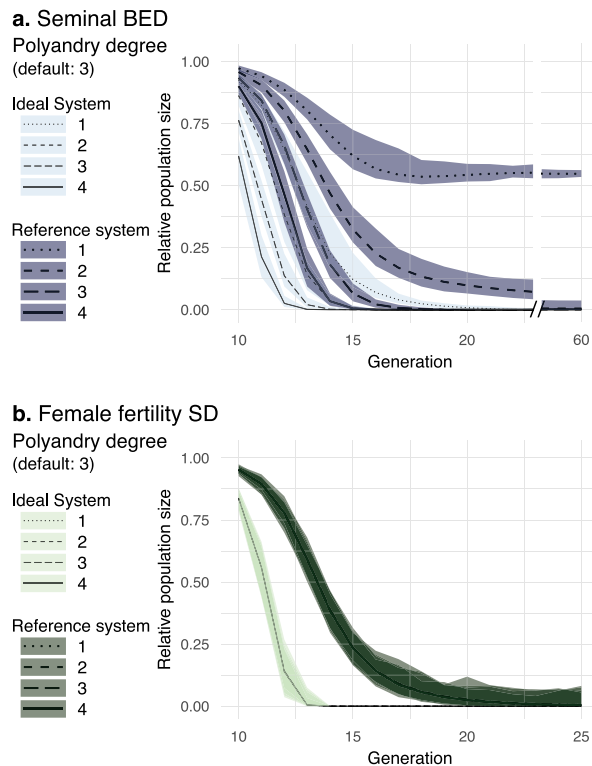 a. Seminal BED
Polyandry degree
(default: 3)
Ideal System
1
2
3
4
Reference system
1
2
3
4
Relative population size
1.00
0.75
0.50
0.25
0.00
10
15
20
60
Generation
b. Female fertility SD
Polyandry degree
(default: 3)
Ideal System
1
2
3
4
Reference system
1
2
3
4
Relative population size
1.00
0.75
0.50
0.25
0.00
10
15
20
25
Generation